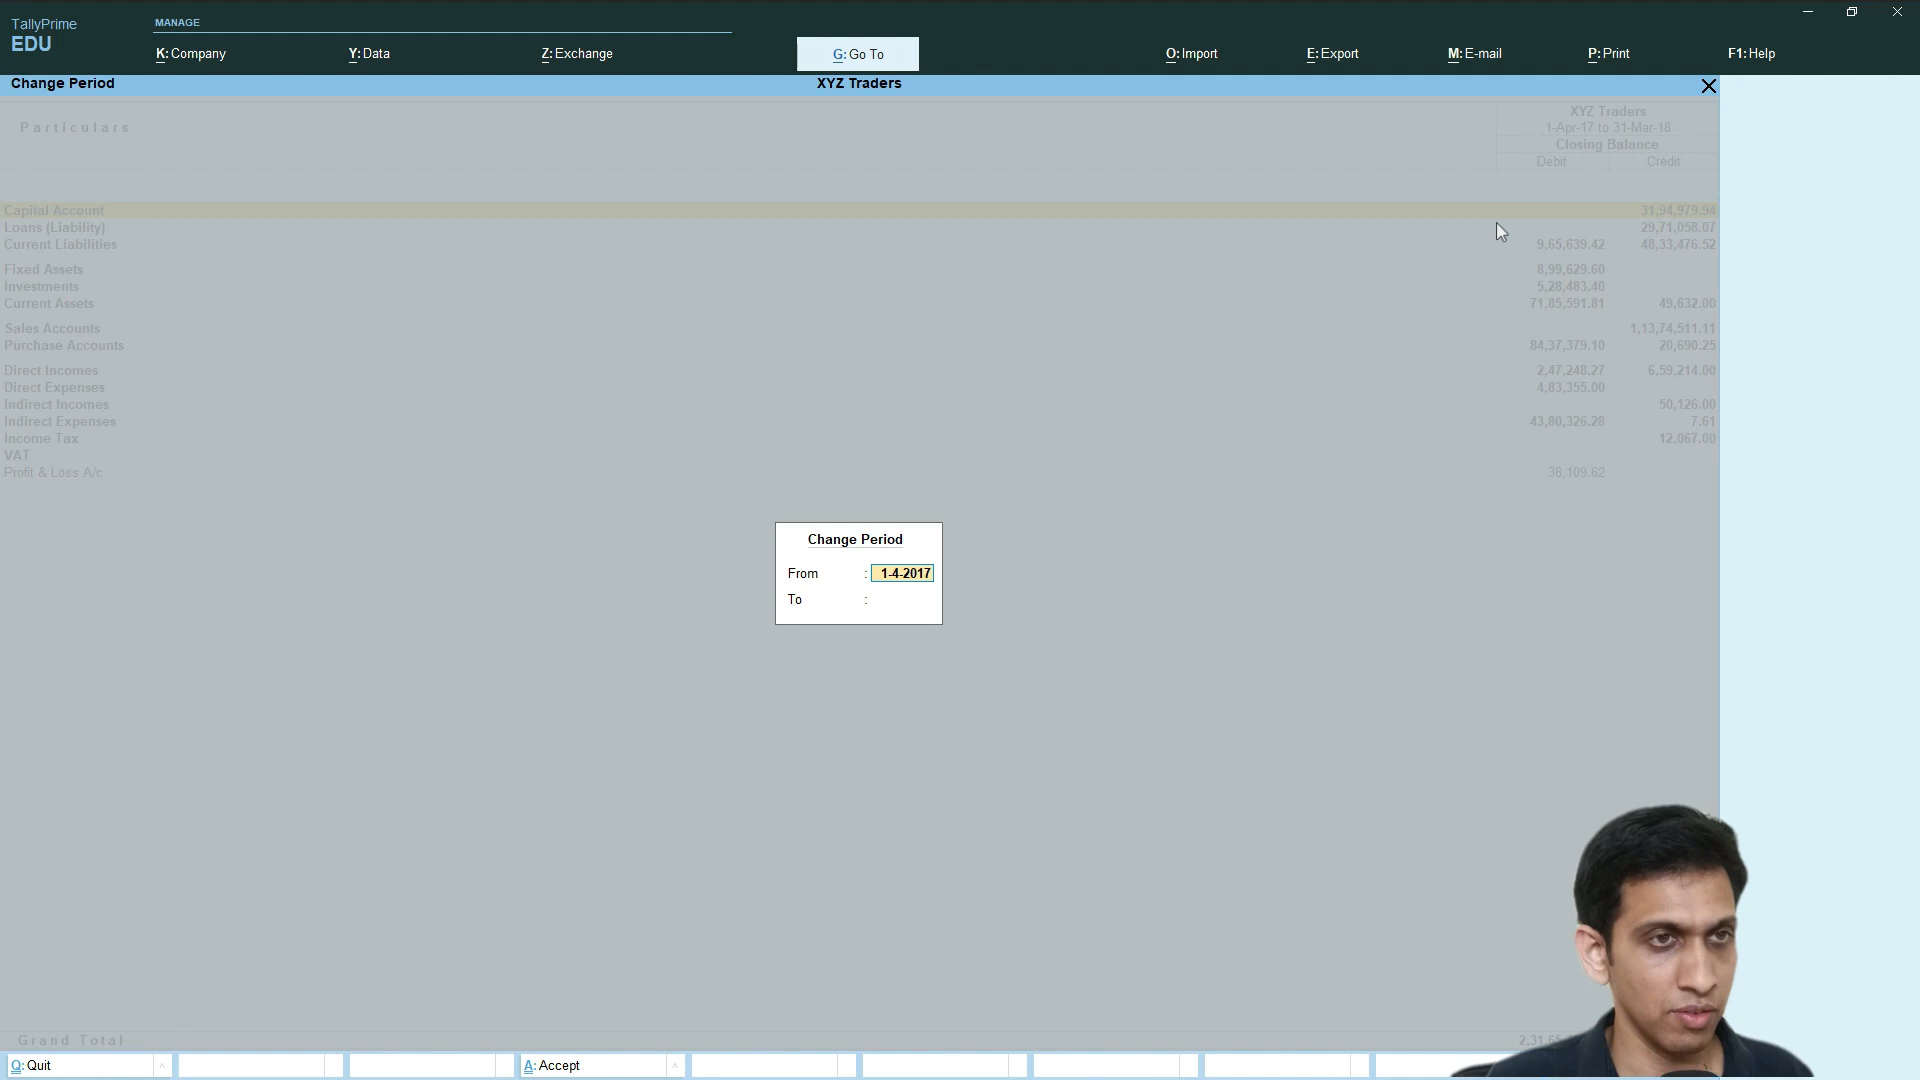 TallyPrime
EDU
MANAGE
K: Company
Y: Data
Z: Exchange
G: Go To
O: Import
E: Export
M: E-mail
P: Print
F1: Help
Change Period
XYZ Traders
Particulars
XYZ Traders
1-Apr-17 to 31-Mar-18
Closing Balance
Debit Credit
Capital Account 31,94,979.94
Loans (Liability) 29,71,058.07
Current Liabilities 9,65,639.42 48,33,476.52
Fixed Assets 8,99,629.60
Investments 5,28,483.40
Current Assets 71,85,591.81 49,632.00
Sales Accounts 1,13,74,511.11
Purchase Accounts 84,37,379.10 20,690.25
Direct Incomes 2,47,248.27 6,59,214.00
Direct Expenses 4,83,355.00
Indirect Incomes 50,126.00
Indirect Expenses 43,80,326.28 7.61
Income Tax 12,067.00
VAT
Profit & Loss A/c 38,109.62
Change Period
From : 1-4-2017
To :
Grand Total
Q: Quit
A: Accept